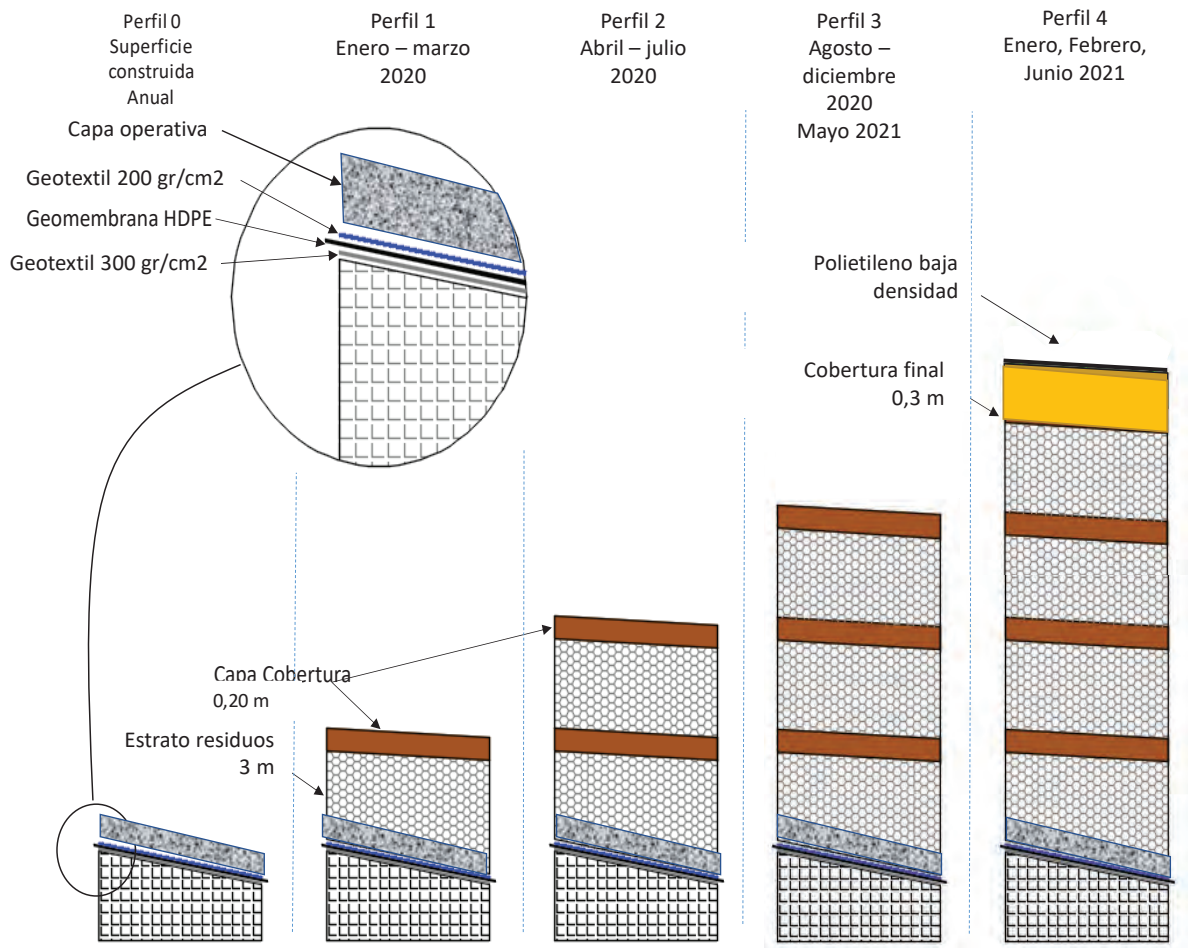 Perfil 0
Superficie
construida
Anual
Perfil 1
Enero – marzo
2020
Perfil 2
Abril – julio
2020
Perfil 3
Agosto –
diciembre
2020
Mayo 2021
Perfil 4
Enero, Febrero,
Junio 2021
Capa operativa
Geotextil 200 gr/cm2
Geomembrana HDPE
Geotextil 300 gr/cm2
Polietileno baja
densidad
Cobertura final
0,3 m
Capa Cobertura
0,20 m
Estrato residuos
3 m